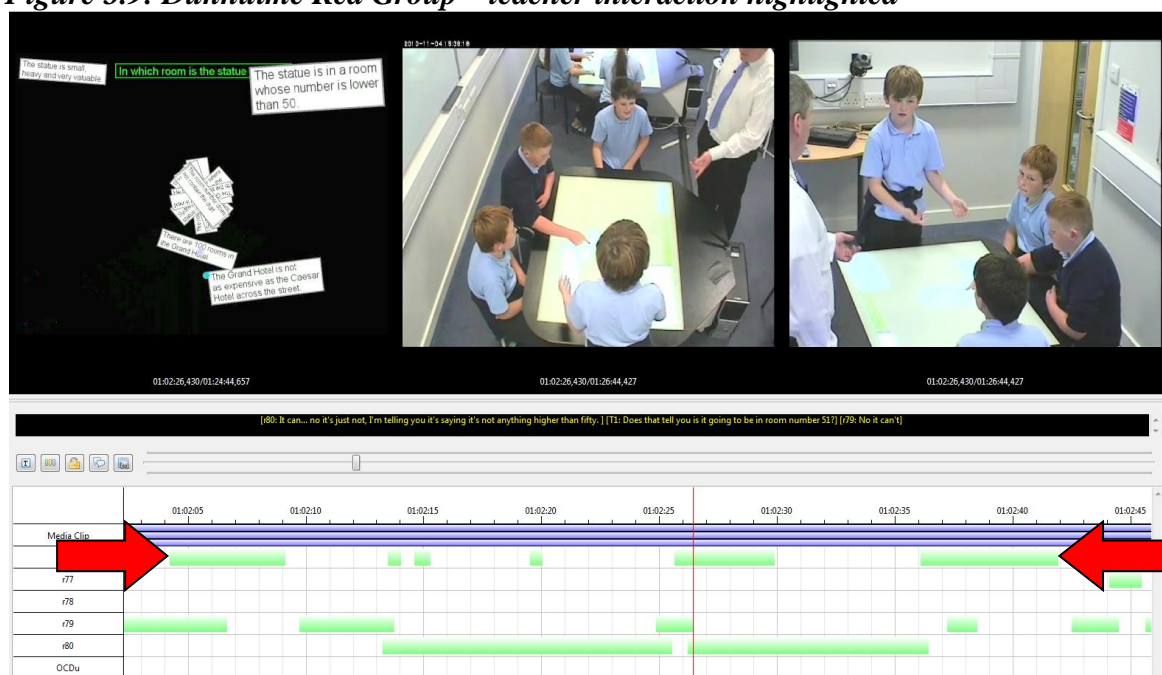 Figure 5.9: Dunhulme Red Group – teacher interaction highlighted
The statue is small,
heavy and very valuable
In which room is the statue
The statue is in a room
whose number is lower
than 50.
There are 100 rooms in
the Grand Hotel
The Grand Hotel is not
as expensive as the Caesar
Hotel across the street.
01:02:26,430/01:24:44,657
01:02:26,430/01:26:44,427
01:02:26,430/01:26:44,427
[r80: It can... no it's just not, I'm telling you it's saying it's not anything higher than fifty. ] [T1: Does that tell you is it going to be in room number 51?] [r79: No it can't]
01:02:05 01:02:10 01:02:15 01:02:20 01:02:25 01:02:30 01:02:35 01:02:40 01:02:45
Media Clip
r77
r78
r79
r80
OCDu